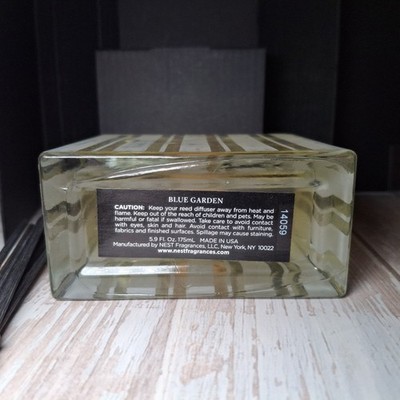 BLUE GARDEN
CAUTION: Keep your reed diffuser away from heat and
flame. Keep out of the reach of children and pets. May be
harmful or fatal if swallowed. Take care to avoid contact
with eyes, skin and hair. Avoid contact with furniture,
fabrics and finished surfaces. Spillage may cause staining.
5.9 Fl. Oz. 175mL MADE IN USA
Manufactured by NEST Fragrances, LLC, New York, NY 10022
www.nestfragrances.com
14059